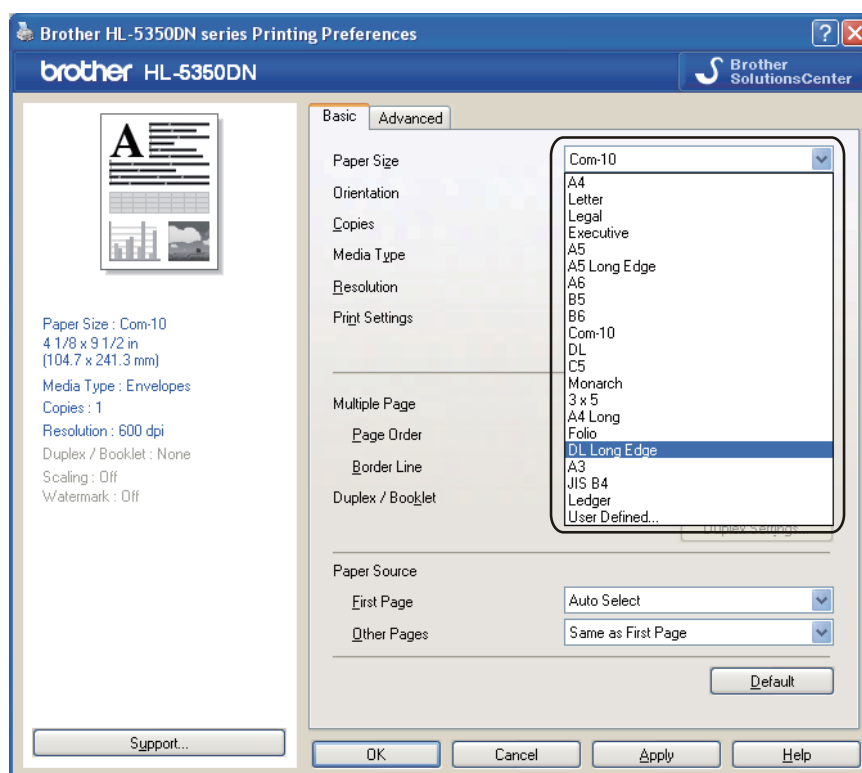 Brother HL-5350DN series Printing Preferences
brother HL-5350DN
Brother
SolutionsCenter
A
Paper Size : Com-10
4 1/8 x 9 1/2 in
(104.7 x 241.3 mm)
Media Type : Envelopes
Copies : 1
Resolution : 600 dpi
Duplex / Booklet : None
Scaling : Off
Watermark : Off
Support...
Basic
Advanced
Paper Size
Com-10
Orientation
Copies
Media Type
Resolution
Print Settings
A4
Letter
Legal
Executive
A5
A5 Long Edge
A6
B5
B6
Com-10
DL
C5
Monarch
3 x 5
A4 Long
Folio
DL Long Edge
A3
JIS B4
Ledger
User Defined...
Multiple Page
Page Order
Border Line
Duplex / Booklet
Duplex Settings...
Paper Source
First Page
Auto Select
Other Pages
Same as First Page
Default
OK
Cancel
Apply
Help